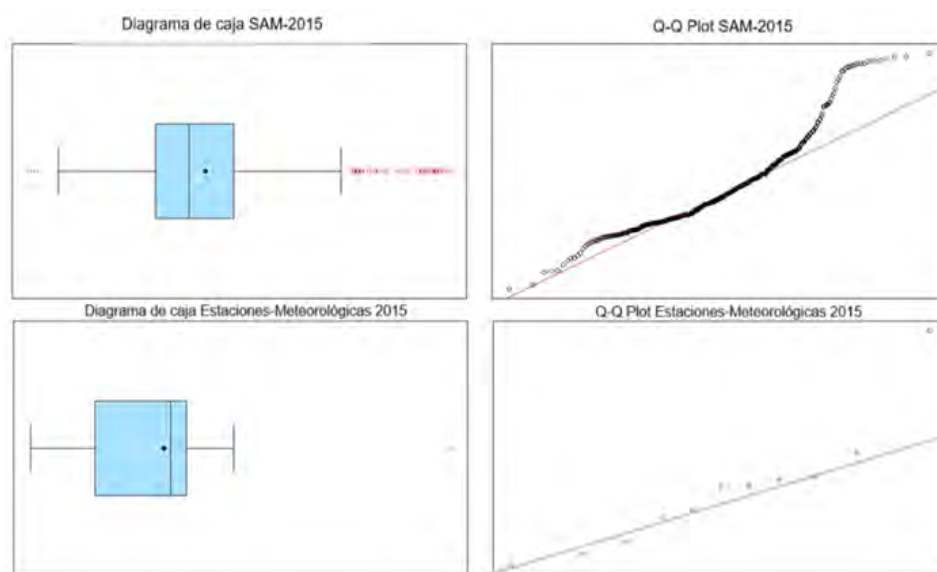 Diagrama de caja SAM-2015
Q-Q Plot SAM-2015
Diagrama de caja Estaciones-Meteorológicas 2015
Q-Q Plot Estaciones-Meteorológicas 2015